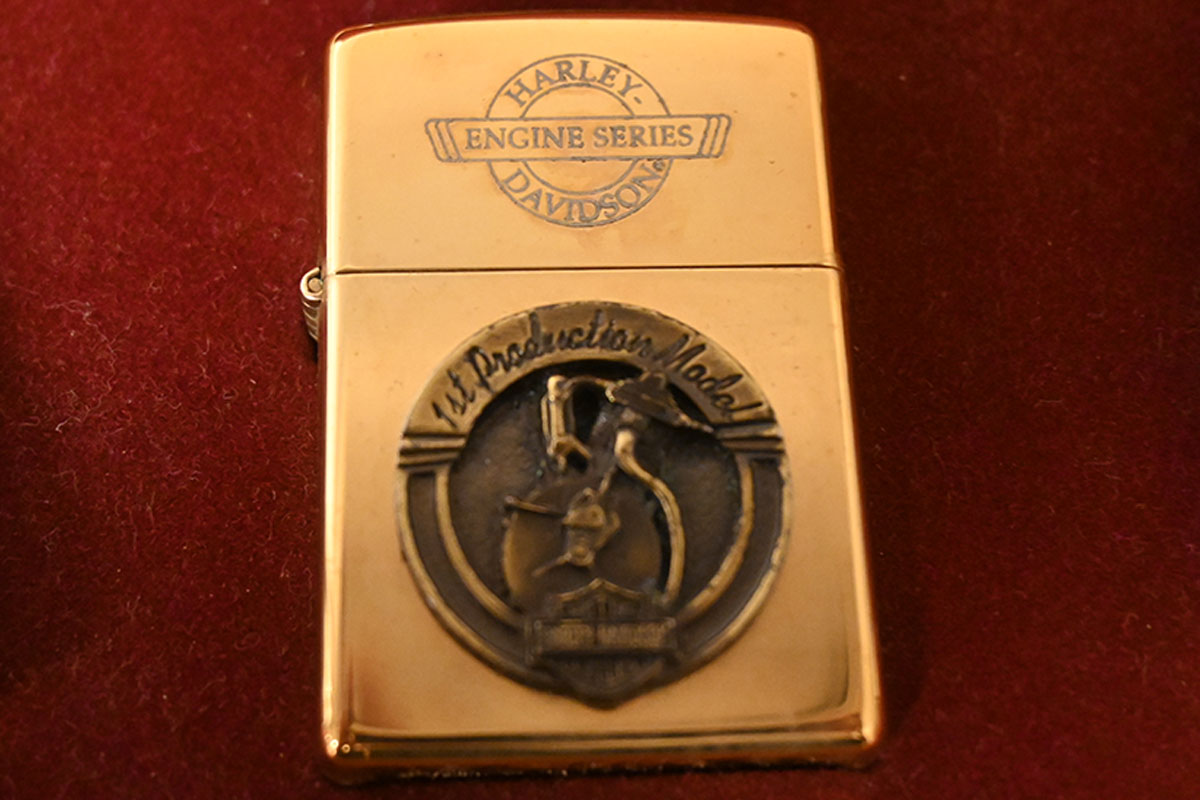 HARLEY-
ENGINE SERIES
DAVIDSON®
1st Production Model